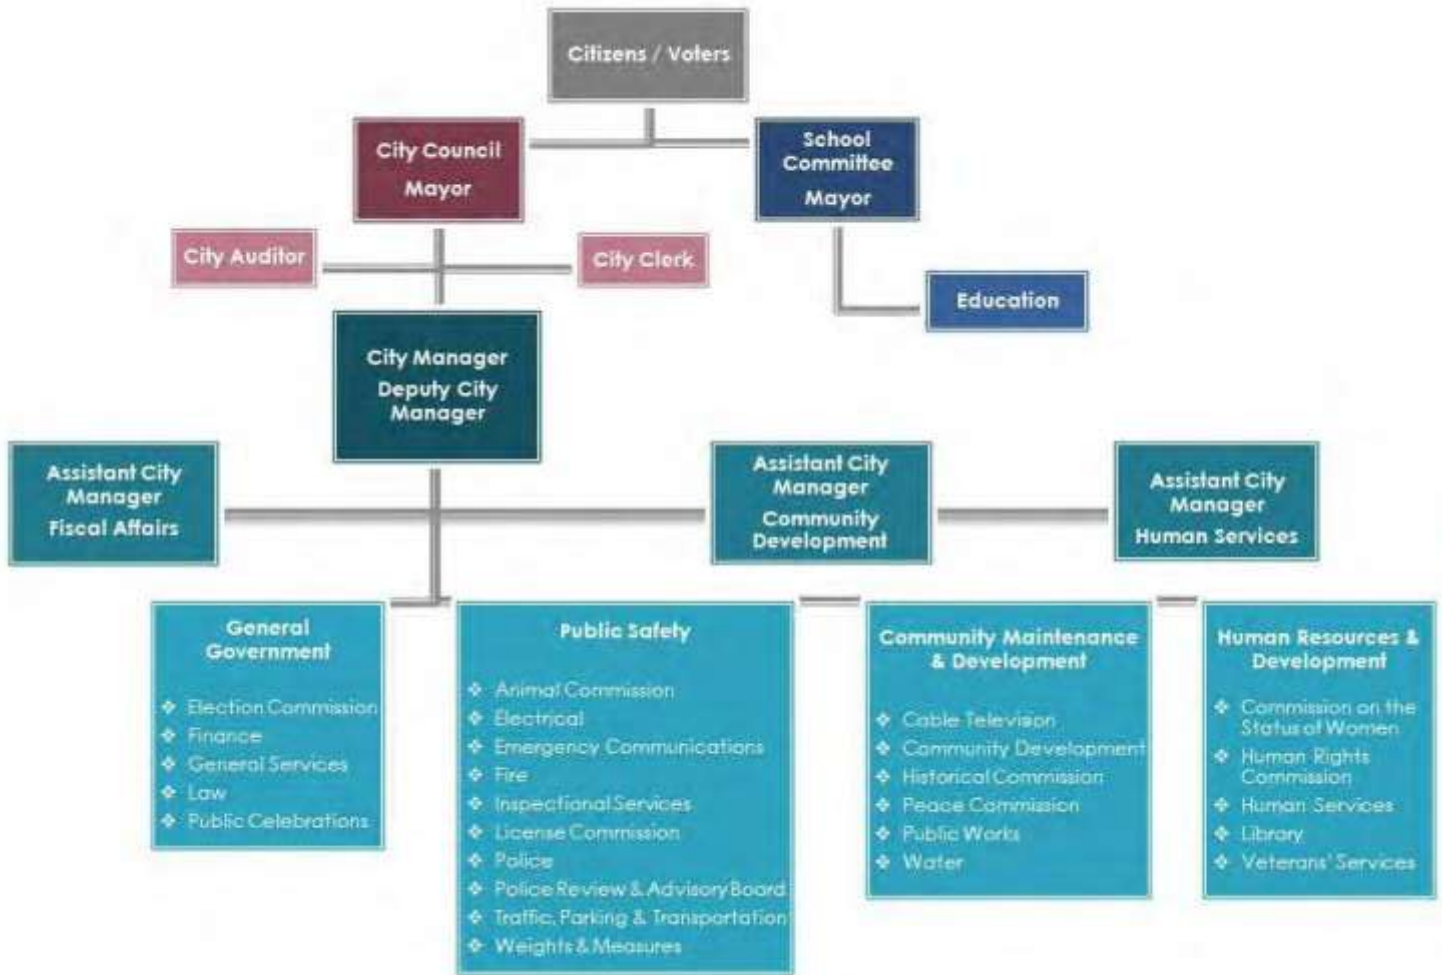 Citizens / Voters
City Council
Mayor
School
Committee
Mayor
City Auditor
City Clerk
Education
City Manager
Deputy City
Manager
Assistant City
Manager
Fiscal Affairs
Assistant City
Manager
Community
Development
Assistant City
Manager
Human Services
General
Government
❖ Election Commission
❖ Finance
❖ General Services
❖ Law
❖ Public Celebrations
Public Safety
❖ Animal Commission
❖ Electrical
❖ Emergency Communications
❖ Fire
❖ Inspectional Services
❖ License Commission
❖ Police
❖ Police Review & Advisory Board
❖ Traffic, Parking & Transportation
❖ Weights & Measures
Community Maintenance
& Development
❖ Cable Television
❖ Community Development
❖ Historical Commission
❖ Peace Commission
❖ Public Works
❖ Water
Human Resources &
Development
❖ Commission on the
Status of Women
❖ Human Rights
Commission
❖ Human Services
❖ Library
❖ Veterans' Services